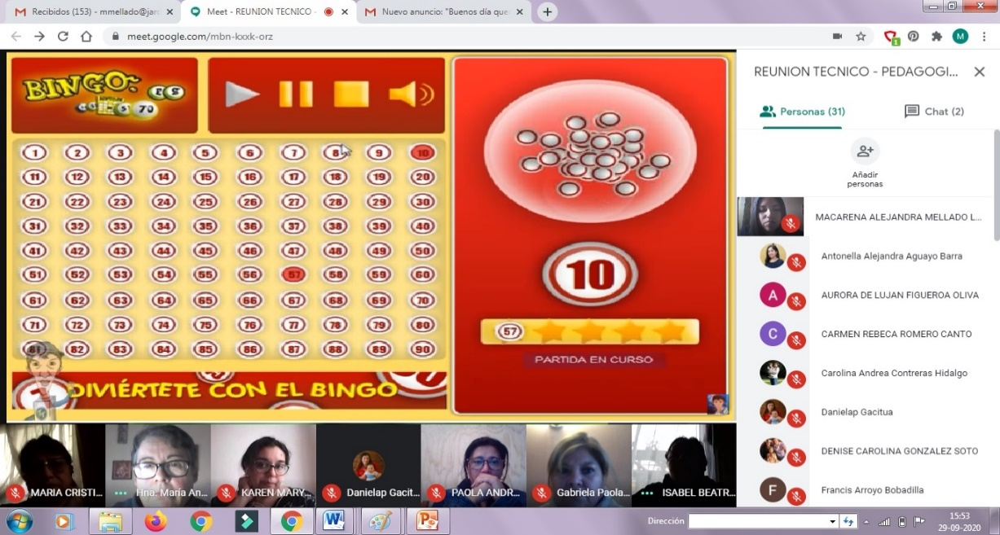 Recibidos (153) - mmellado@jar
Meet - REUNION TECNICO -
Nuevo anuncio: "Buenos día que
meet.google.com/mbn-kxxk-orz
1
M
BINGO:
70
1 2 3 4 5 6 7 8 9 10
11 12 13 14 15 16 17 18 19 20
21 22 23 24 25 26 27 28 29 30
31 32 33 34 35 36 37 38 39 40
41 42 43 44 45 46 47 48 49 50
51 52 53 54 55 56 57 58 59 60
61 62 63 64 65 66 67 68 69 70
71 72 73 74 75 76 77 78 79 80
81 82 83 84 85 86 87 88 89 90
DIVIÉRTETE CON EL BINGO
10
57
PARTIDA EN CURSO
REUNION TECNICO - PEDAGOGI...
Personas (31)
Chat (2)
Añadir
personas
MACARENA ALEJANDRA MELLADO L...
Antonella Alejandra Aguayo Barra
A AURORA DE LUJAN FIGUEROA OLIVA
C CARMEN REBECA ROMERO CANTO
Carolina Andrea Contreras Hidalgo
Danielap Gacitua
DENISE CAROLINA GONZALEZ SOTO
F Francis Arroyo Bobadilla
MARIA CRISTI...
Hna. María An...
KAREN MARY...
Danielap Gacit...
PAOLA ANDR...
Gabriela Paola...
ISABEL BEATR...
Dirección
15:53
29-09-2020